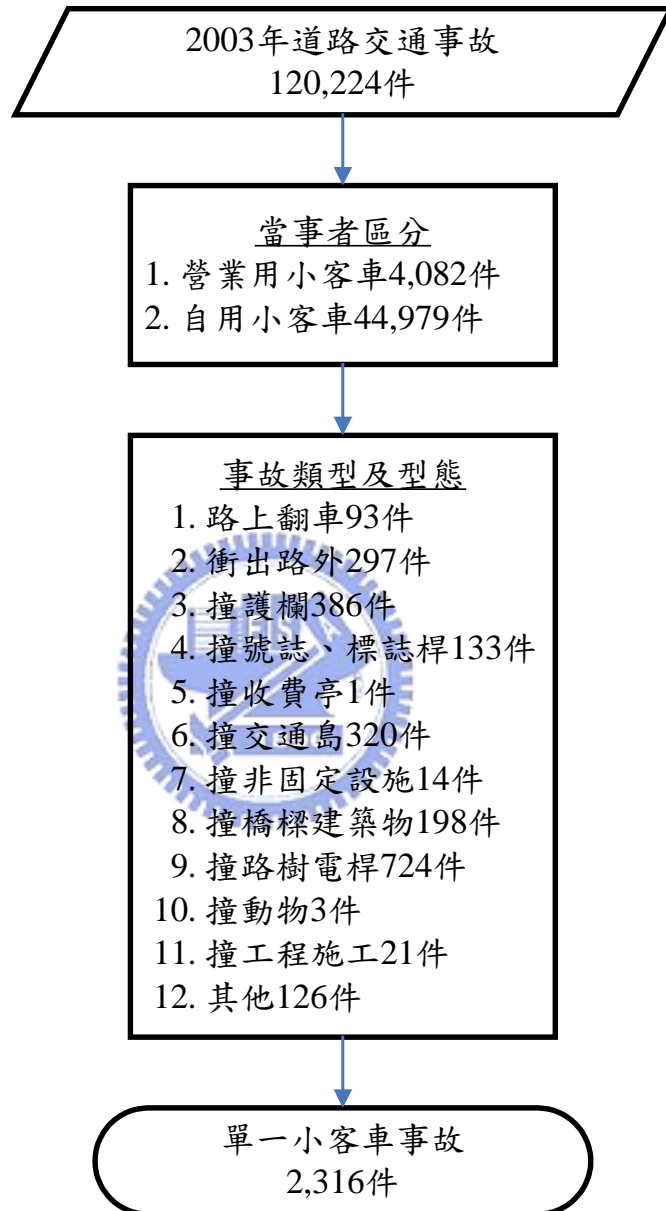 2003年道路交通事故
120,224件
當事者區分
1. 營業用小客車4,082件
2. 自用小客車44,979件
事故類型及型態
1. 路上翻車93件
2. 衝出路外297件
3. 撞護欄386件
4. 撞號誌、標誌桿133件
5. 撞收費亭1件
6. 撞交通島320件
7. 撞非固定設施14件
8. 撞橋樑建築物198件
9. 撞路樹電桿724件
10. 撞動物3件
11. 撞工程施工21件
12. 其他126件
單一小客車事故
2,316件